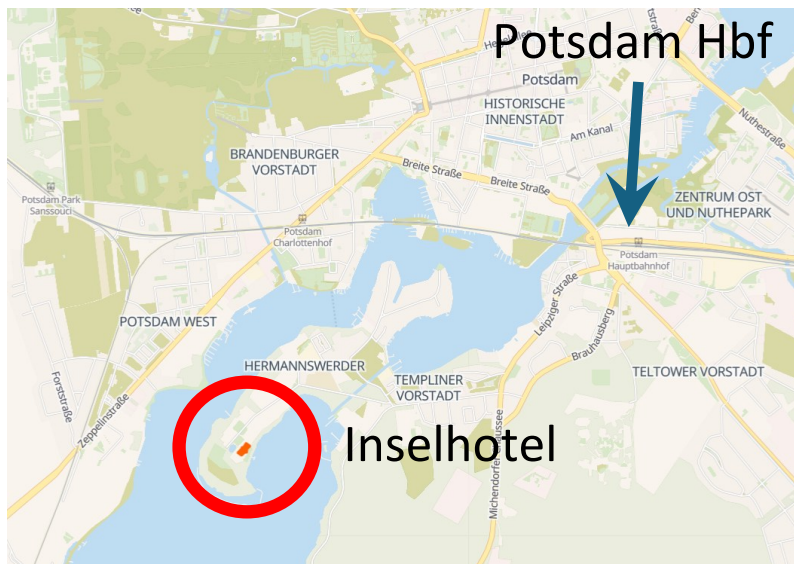 Potsdam Hbf
Potsdam
HISTORISCHE
INNENSTADT
Am Kanal
Nuthestraße
BRANDENBURGER
VORSTADT
Breite Straße
Breite Straße
Potsdam Park
Sanssouci
ZENTRUM OST
UND NUTHEPARK
Potsdam
Charlottenhof
Potsdam
Hauptbahnhof
Leipziger Straße
Brauhausberg
POTSDAM WEST
HERMANNSWERDER
TEMPLINER
VORSTADT
TELTOWER VORSTADT
Forststraße
Zeppelinstraße
Inselhotel
Michendorfer